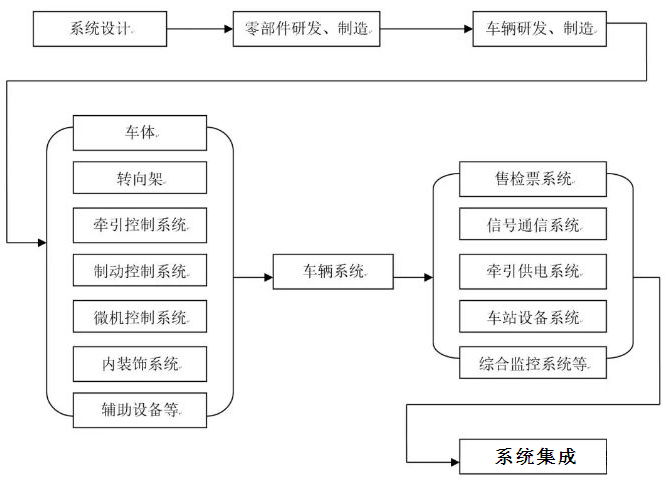 系统设计
零部件研发、制造
车辆研发、制造
车体
转向架
牵引控制系统
制动控制系统
微机控制系统
内装饰系统
辅助设备等
车辆系统
售检票系统
信号通信系统
牵引供电系统
车站设备系统
综合监控系统等
系统集成